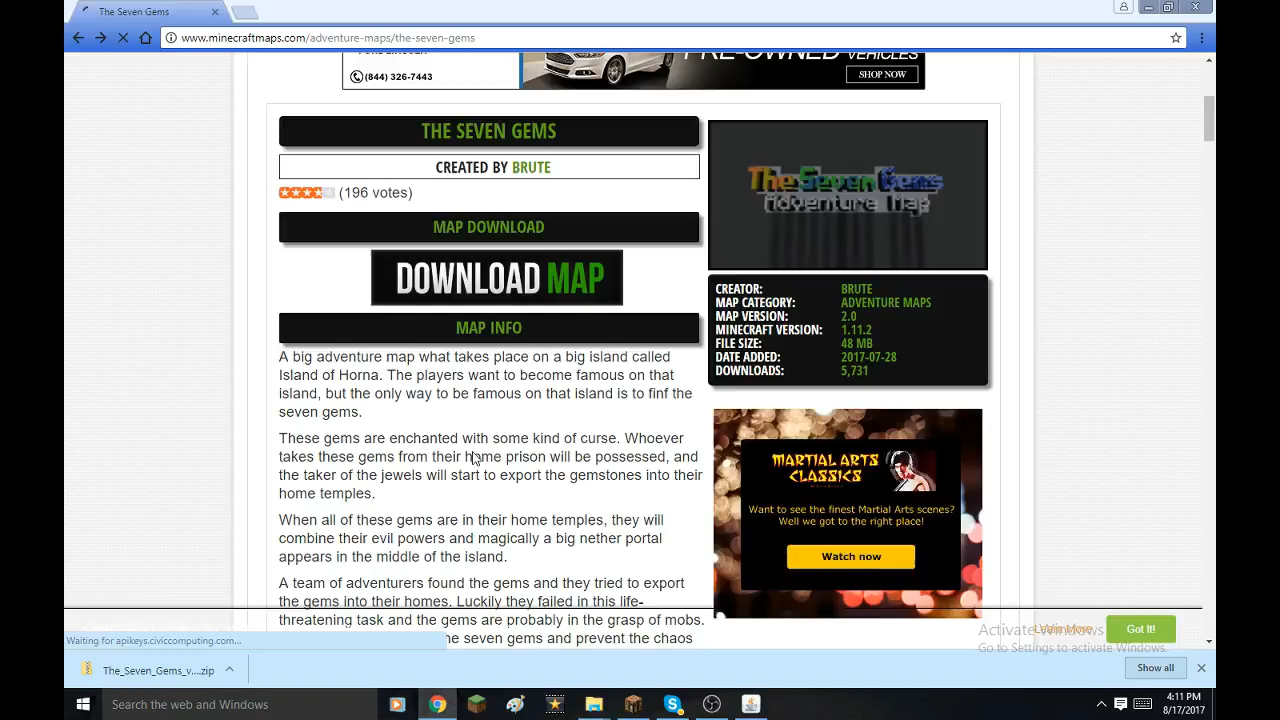 The Seven Gems
www.minecraftmaps.com/adventure-maps/the-seven-gems
(844) 326-7443
PRE-OWNED VEHICLES
SHOP NOW
THE SEVEN GEMS
CREATED BY BRUTE
(196 votes)
MAP DOWNLOAD
DOWNLOAD MAP
MAP INFO
A big adventure map what takes place on a big island called
Island of Horna. The players want to become famous on that
island, but the only way to be famous on that island is to finf the
seven gems.
These gems are enchanted with some kind of curse. Whoever
takes these gems from their home prison will be possessed, and
the taker of the jewels will start to export the gemstones into their
home temples.
When all of these gems are in their home temples, they will
combine their evil powers and magically a big nether portal
appears in the middle of the island.
A team of adventurers found the gems and they tried to export
the gems into their homes. Luckily they failed in this life-
threatening task and the gems are probably in the grasp of mobs.
the seven gems and prevent the chaos
The Seven Gems
Adventure Map
CREATOR: BRUTE
MAP CATEGORY: ADVENTURE MAPS
MAP VERSION: 2.0
MINECRAFT VERSION: 1.11.2
FILE SIZE: 48 MB
DATE ADDED: 2017-07-28
DOWNLOADS: 5,731
MARTIAL ARTS
CLASSICS
Want to see the finest Martial Arts scenes?
Well we got to the right place!
Watch now
Learn More
Got It!
Activate Windows
Go to Settings to activate Windows.
Waiting for apikeys.civiccomputing.com...
The_Seven_Gems_v....zip
Show all
Search the web and Windows
4:11 PM
8/17/2017